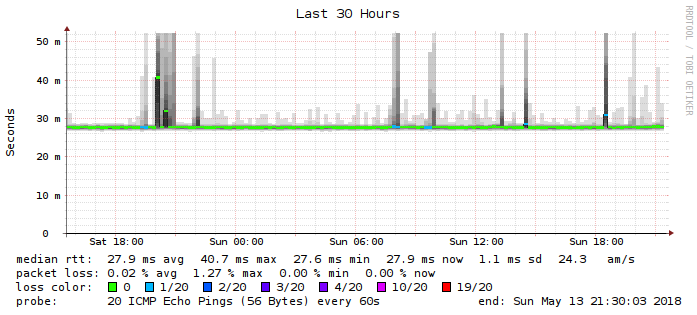 Last 30 Hours
RRDTOOL / TOBI OETIKER
Seconds
50 m
40 m
30 m
20 m
10 m
0
Sat 18:00 Sun 00:00 Sun 06:00 Sun 12:00 Sun 18:00
median rtt: 27.9 ms avg 40.7 ms max 27.6 ms min 27.9 ms now 1.1 ms sd 24.3 am/s
packet loss: 0.02 % avg 1.27 % max 0.00 % min 0.00 % now
loss color: 0 1/20 2/20 3/20 4/20 10/20 19/20
probe: 20 ICMP Echo Pings (56 Bytes) every 60s end: Sun May 13 21:30:03 2018